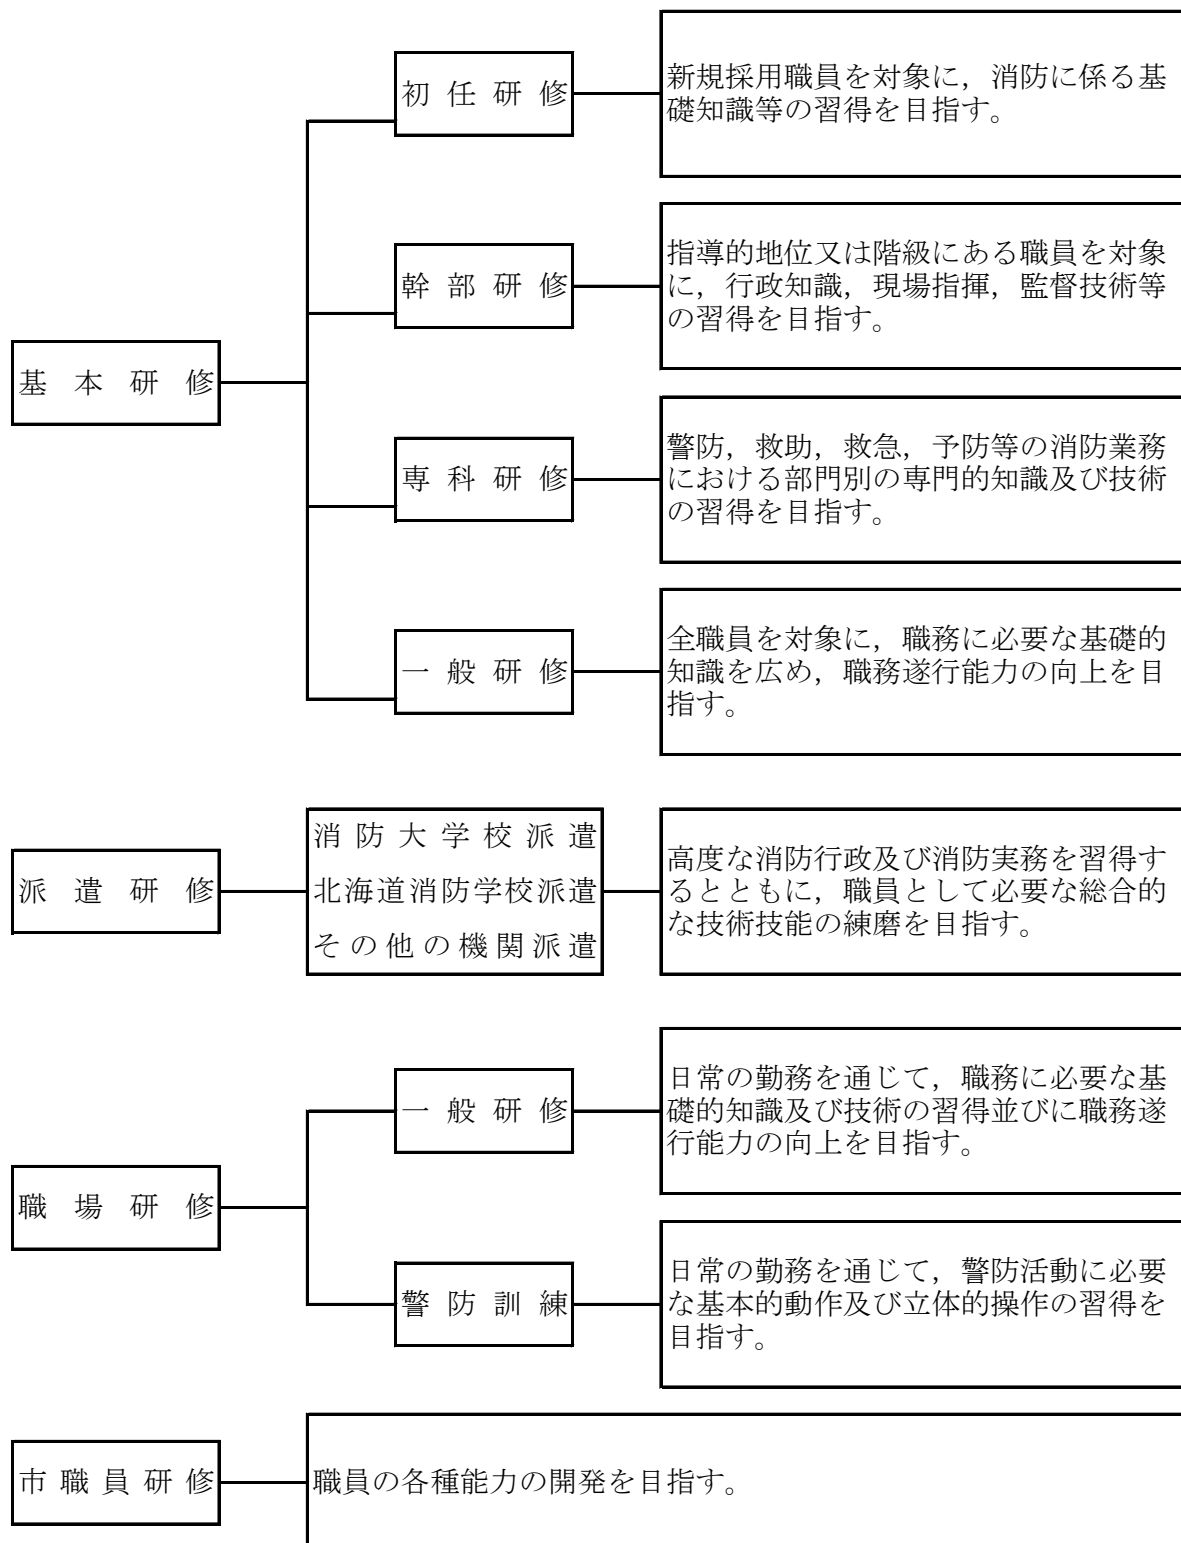 初任研修
新規採用職員を対象に，消防に係る基
礎知識等の習得を目指す。
幹部研修
指導的地位又は階級にある職員を対象
に，行政知識，現場指揮，監督技術等
の習得を目指す。
基本研修
専科研修
警防，救助，救急，予防等の消防業務
における部門別の専門的知識及び技術
の習得を目指す。
一般研修
全職員を対象に，職務に必要な基礎的
知識を広め，職務遂行能力の向上を目
指す。
派遣研修
消防大学校派遣
北海道消防学校派遣
その他の機関派遣
高度な消防行政及び消防実務を習得す
るとともに，職員として必要な総合的
な技術技能の練磨を目指す。
職場研修
一般研修
日常の勤務を通じて，職務に必要な基
礎的知識及び技術の習得並びに職務遂
行能力の向上を目指す。
警防訓練
日常の勤務を通じて，警防活動に必要
な基本的動作及び立体的操作の習得を
目指す。
市職員研修
職員の各種能力の開発を目指す。